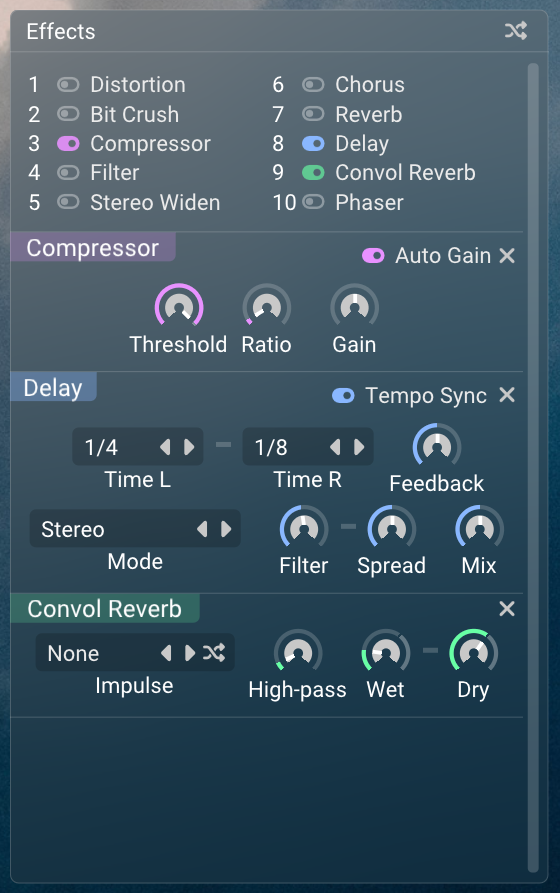 Effects
1 Distortion
2 Bit Crush
3 Compressor
4 Filter
5 Stereo Widen
6 Chorus
7 Reverb
8 Delay
9 Convol Reverb
10 Phaser
Compressor
Auto Gain
Threshold Ratio Gain
Delay
Tempo Sync
1/4 1/8
Time L Time R Feedback
Stereo
Mode Filter Spread Mix
Convol Reverb
None
Impulse High-pass Wet Dry